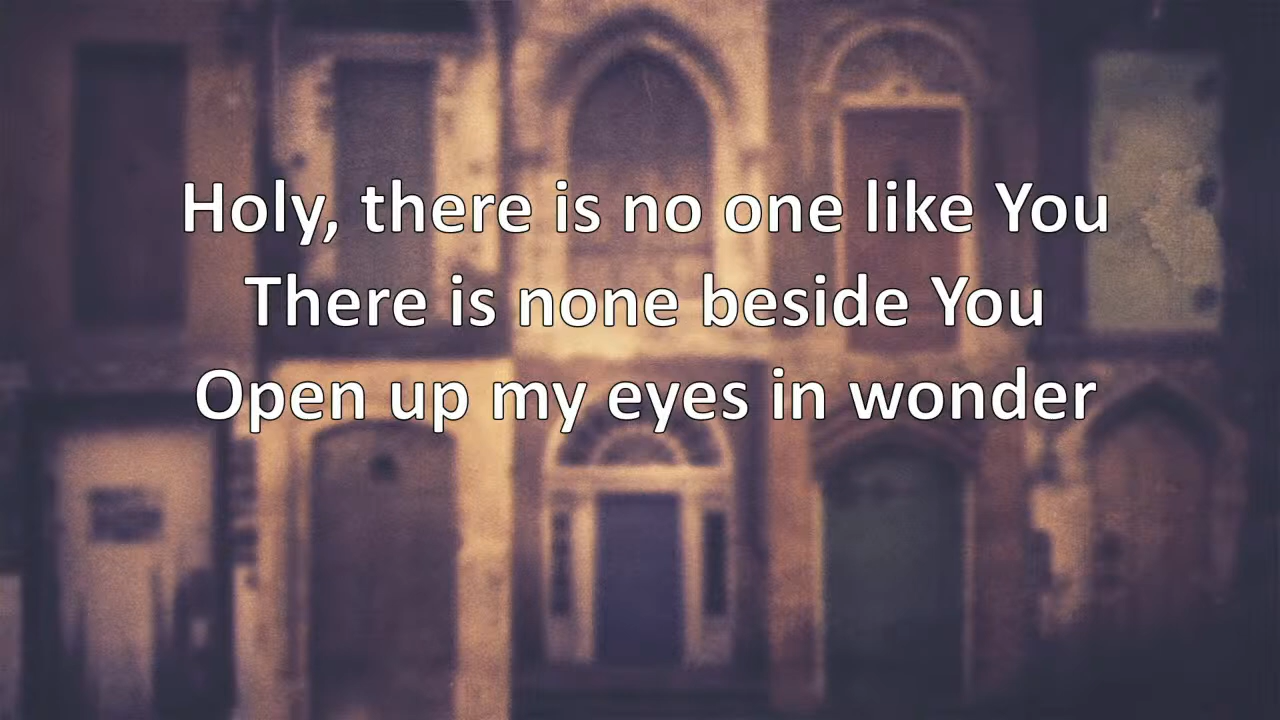 Holy, there is no one like You
There is none beside You
Open up my eyes in wonder